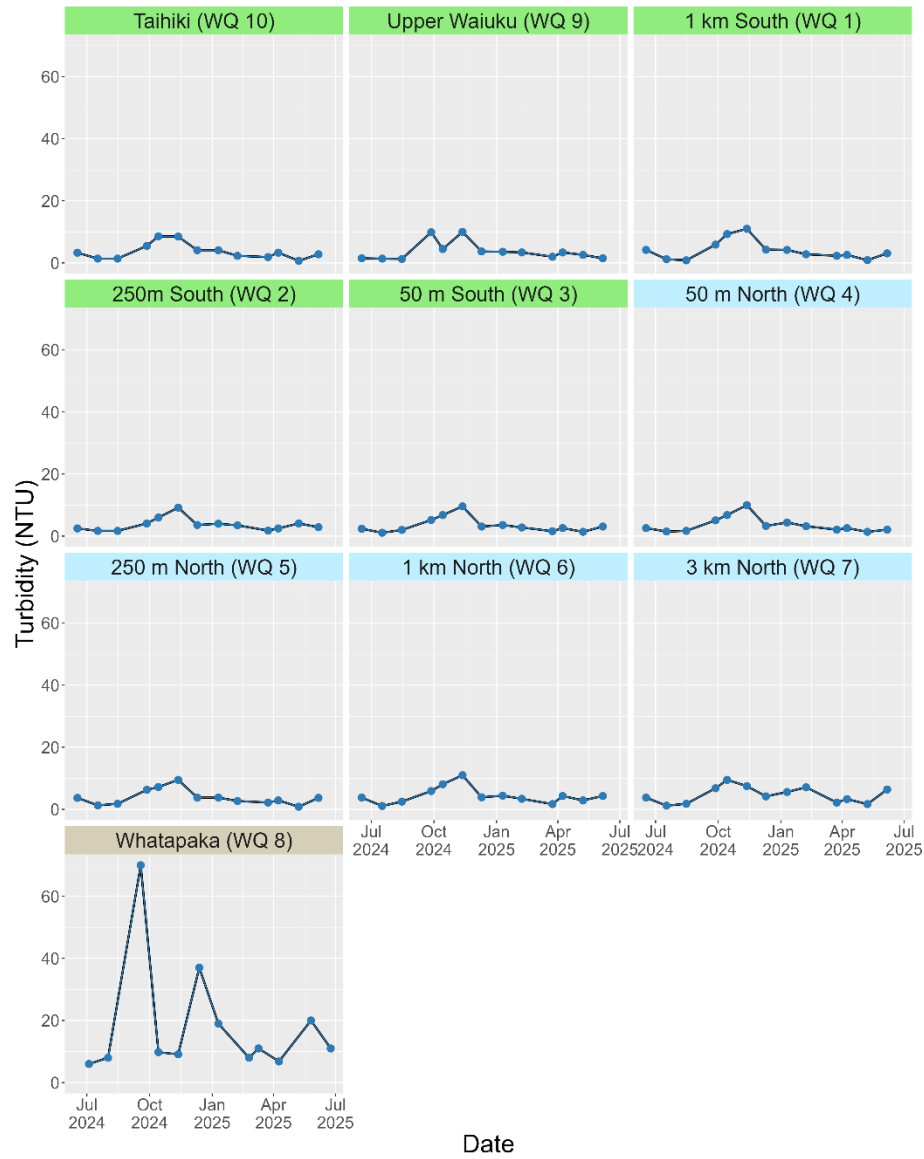 Taihiki (WQ 10) Upper Waiuku (WQ 9) 1 km South (WQ 1)
60
40
20
0
250m South (WQ 2) 50 m South (WQ 3) 50 m North (WQ 4)
60
40
20
0
Turbidity (NTU)
250 m North (WQ 5) 1 km North (WQ 6) 3 km North (WQ 7)
60
40
20
0
Jul Oct Jan Apr Jul Jul Oct Jan Apr Jul
2024 2024 2025 2025 2025 2024 2024 2025 2025 2025
Whatapaka (WQ 8)
60
40
20
0
Jul Oct Jan Apr Jul
2024 2024 2025 2025 2025
Date